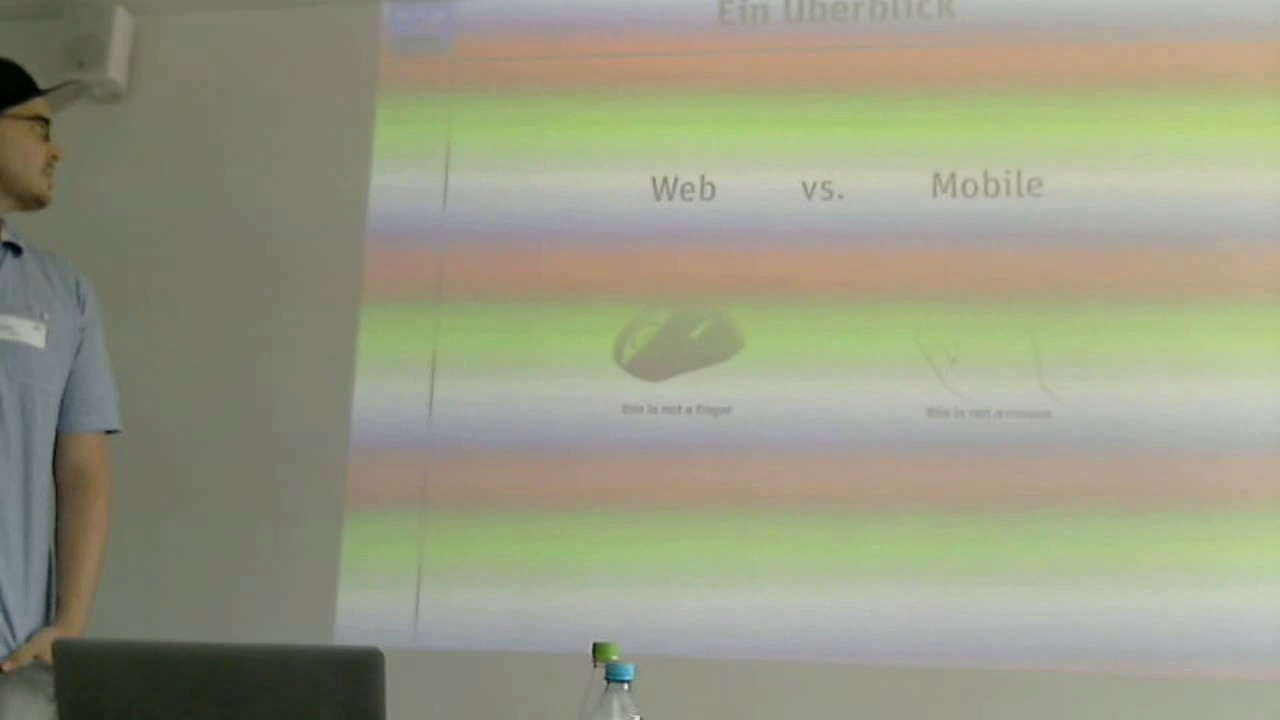 Ein Überblick
Web vs. Mobile
this is not a finger
this is not a mouse